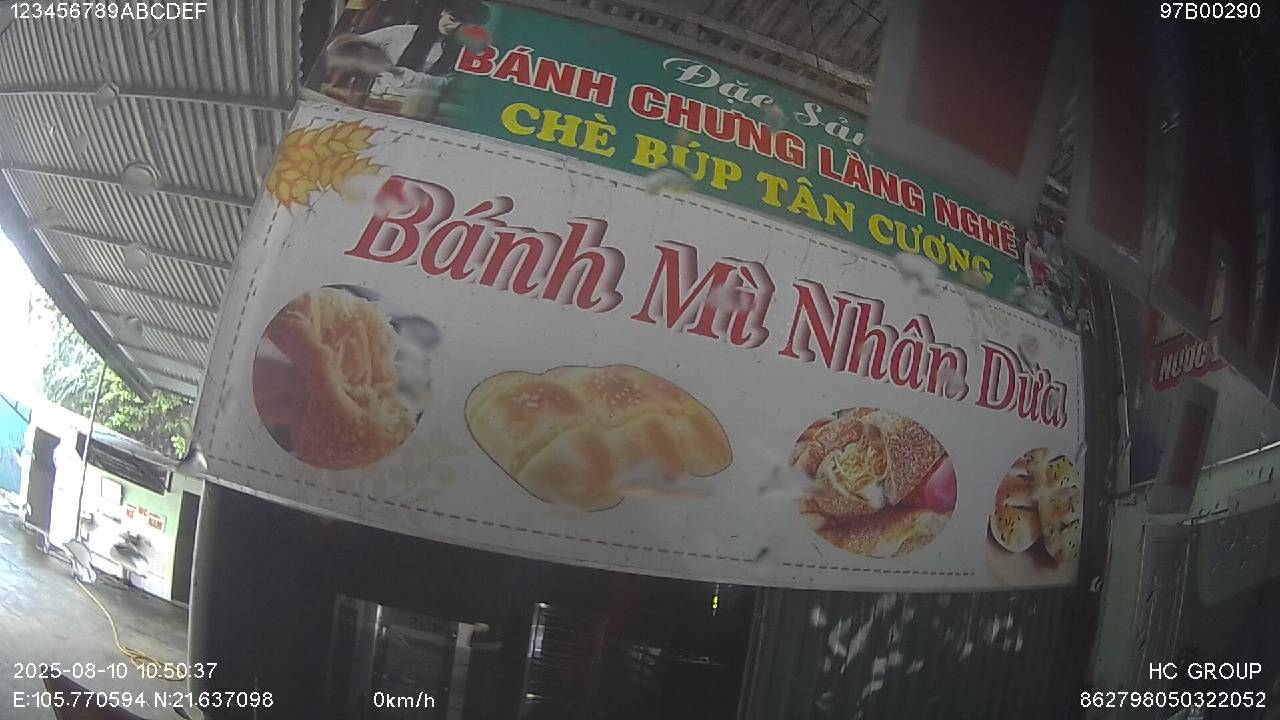 123456789ABCDEF
97B00290
Đặc Sản
BÁNH CHƯNG LÀNG NGHỀ
CHÈ BÚP TÂN CƯƠNG
Bánh Mì Nhân Dừa
NƯỚC
2025-08-10 10:50:37
HC GROUP
E:105.770594 N:21.637098
0km/h
862798050322052